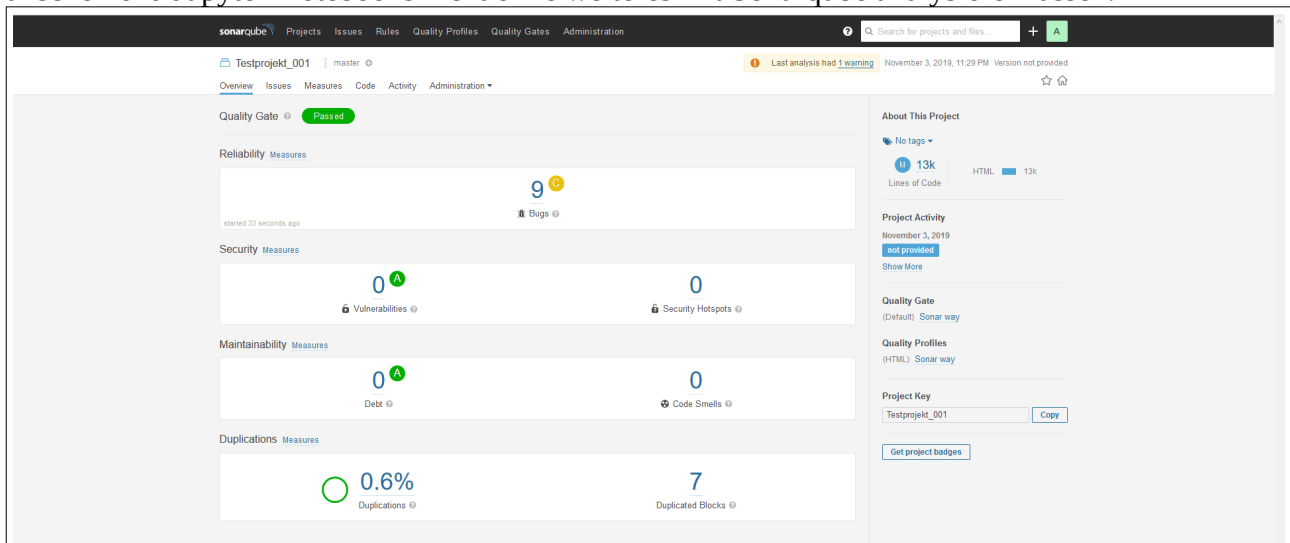 sonarqube Projects Issues Rules Quality Profiles Quality Gates Administration Search for projects and files... + A
Testprojekt_001 master Last analysis had 1 warning November 3, 2019, 11:29 PM Version not provided
Overview Issues Measures Code Activity Administration
Quality Gate Passed
Reliability Measures
9 C
Bugs
started 33 seconds ago
Security Measures
0 A 0
Vulnerabilities Security Hotspots
Maintainability Measures
0 A 0
Debt Code Smells
Duplications Measures
0.6% 7
Duplications Duplicated Blocks
About This Project
No tags
M 13k HTML 13k
Lines of Code
Project Activity
November 3, 2019
not provided
Show More
Quality Gate
(Default) Sonar way
Quality Profiles
(HTML) Sonar way
Project Key
Testprojekt_001 Copy
Get project badges